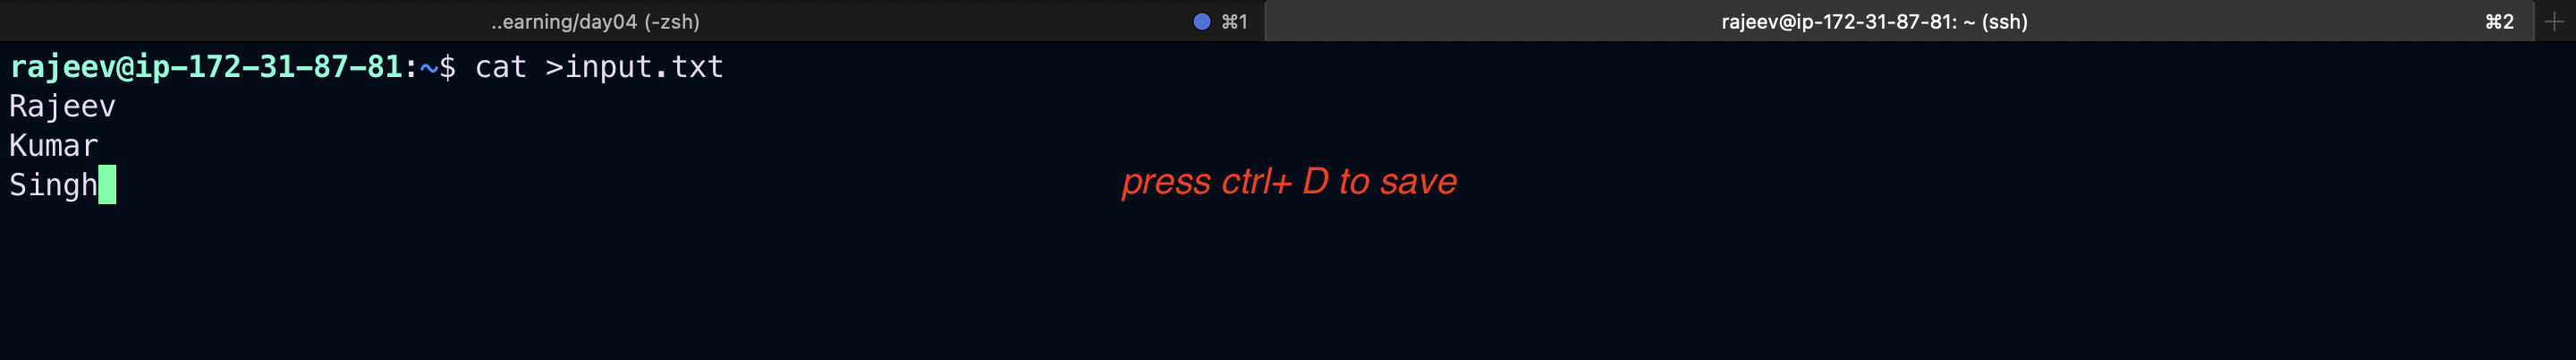 ..earning/day04 (-zsh) ⌘1 rajeev@ip-172-31-87-81: ~ (ssh) ⌘2
rajeev@ip-172-31-87-81:~$ cat >input.txt
Rajeev
Kumar
Singh
press ctrl+ D to save